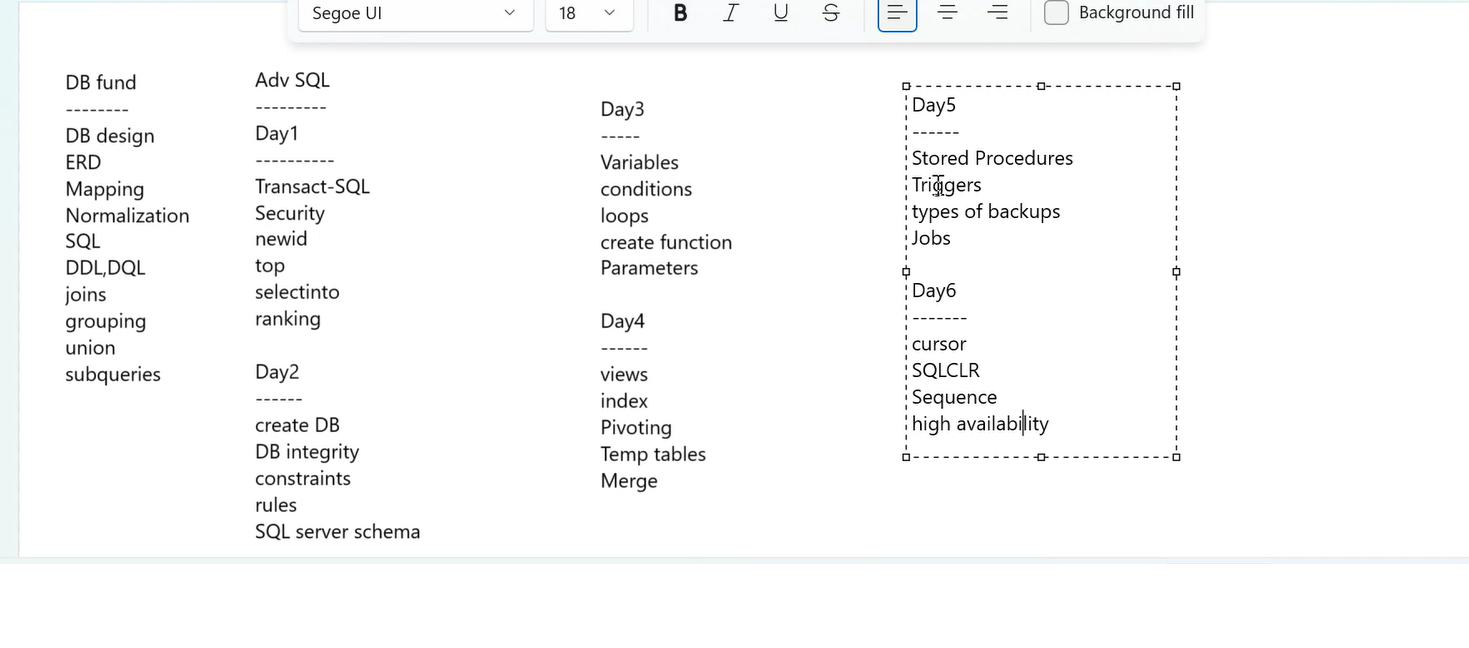 Segoe UI
18
B
I
U
S
Background fill
DB fund
--------
DB design
ERD
Mapping
Normalization
SQL
DDL,DQL
joins
grouping
union
subqueries
Adv SQL
---------
Day1
----------
Transact-SQL
Security
newid
top
selectinto
ranking
Day2
------
create DB
DB integrity
constraints
rules
SQL server schema
Day3
-----
Variables
conditions
loops
create function
Parameters
Day4
------
views
index
Pivoting
Temp tables
Merge
Day5
------
Stored Procedures
Triggers
types of backups
Jobs
Day6
-------
cursor
SQLCLR
Sequence
high availability